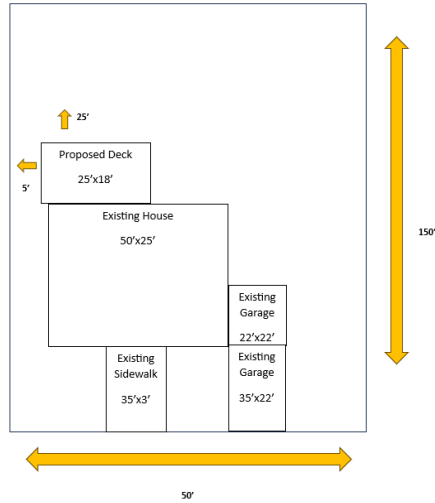 25'
Proposed Deck
25'x18'
5'
Existing House
50'x25'
150'
Existing
Garage
22'x22'
Existing
Sidewalk
35'x3'
Existing
Garage
35'x22'
50'